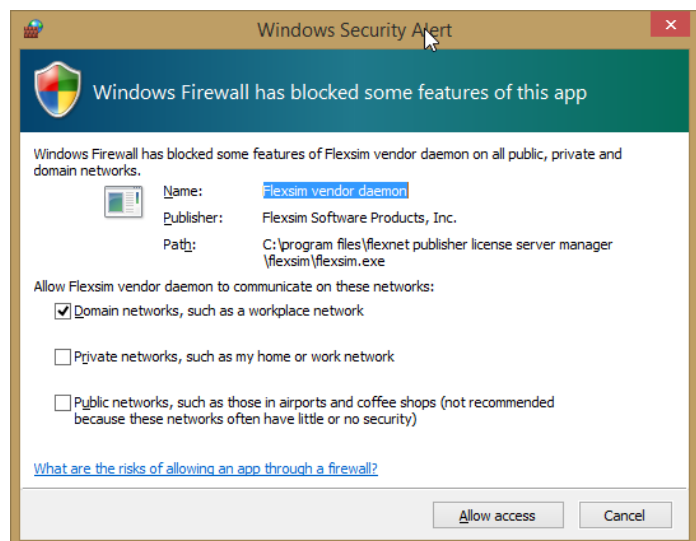 Windows Security Alert
Windows Firewall has blocked some features of this app
Windows Firewall has blocked some features of Flexsim vendor daemon on all public, private and
domain networks.
Name: Flexsim vendor daemon
Publisher: Flexsim Software Products, Inc.
Path: C:\program files\flexnet publisher license server manager
\flexsim\flexsim.exe
Allow Flexsim vendor daemon to communicate on these networks:
Domain networks, such as a workplace network
Private networks, such as my home or work network
Public networks, such as those in airports and coffee shops (not recommended
because these networks often have little or no security)
What are the risks of allowing an app through a firewall?
Allow access Cancel